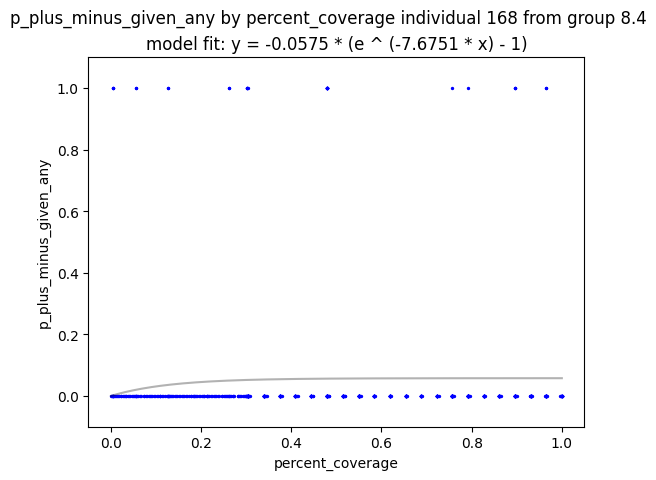 p_plus_minus_given_any by percent_coverage individual 168 from group 8.4
model fit: y = -0.0575 * (e ^ (-7.6751 * x) - 1)
1.0
0.8
0.6
0.4
0.2
0.0
p_plus_minus_given_any
0.0 0.2 0.4 0.6 0.8 1.0
percent_coverage